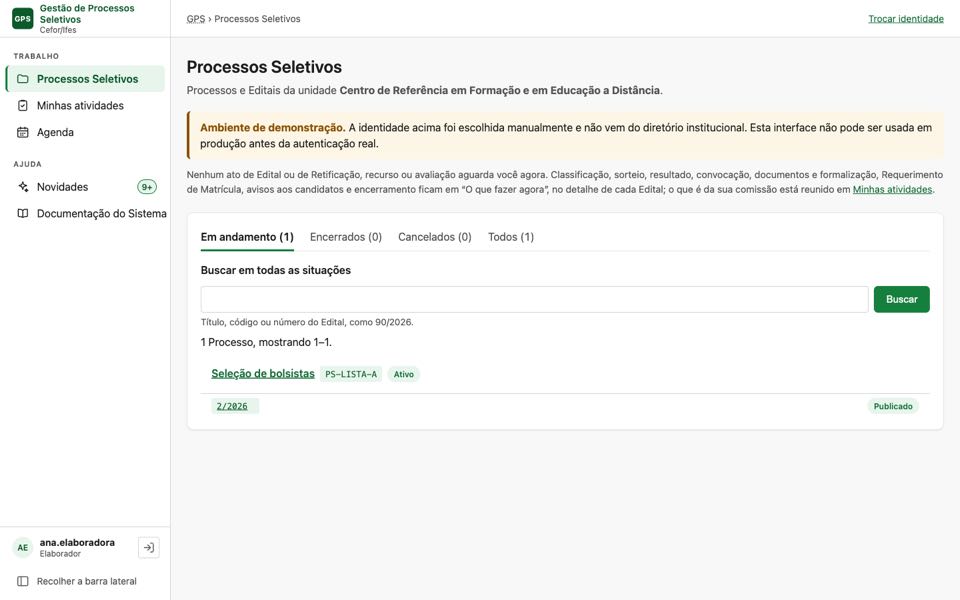 GPS
Gestão de Processos
Seletivos
Cefor/Ifes
GPS › Processos Seletivos
Trocar identidade
TRABALHO
Processos Seletivos
Minhas atividades
Agenda
AJUDA
Novidades
9+
Documentação do Sistema
Processos Seletivos
Processos e Editais da unidade Centro de Referência em Formação e em Educação a Distância.
Ambiente de demonstração. A identidade acima foi escolhida manualmente e não vem do diretório institucional. Esta interface não pode ser usada em
produção antes da autenticação real.
Nenhum ato de Edital ou de Retificação, recurso ou avaliação aguarda você agora. Classificação, sorteio, resultado, convocação, documentos e formalização, Requerimento
de Matrícula, avisos aos candidatos e encerramento ficam em “O que fazer agora”, no detalhe de cada Edital; o que é da sua comissão está reunido em Minhas atividades.
Em andamento (1)
Encerrados (0)
Cancelados (0)
Todos (1)
Buscar em todas as situações
Buscar
Título, código ou número do Edital, como 90/2026.
1 Processo, mostrando 1–1.
Seleção de bolsistas
PS-LISTA-A
Ativo
2/2026
Publicado
AE
ana.elaboradora
Elaborador
Recolher a barra lateral